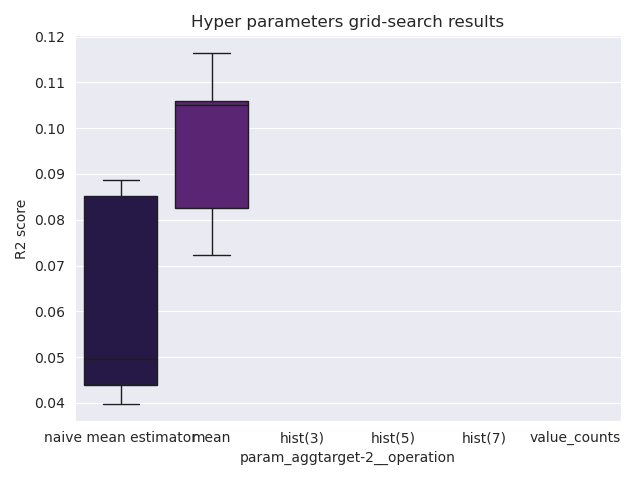 Hyper parameters grid-search results
0.12
0.11
0.10
0.09
0.08
0.07
0.06
0.05
0.04
R2 score
naive mean estimator mean hist(3) hist(5) hist(7) value_counts
param_aggtarget-2__operation